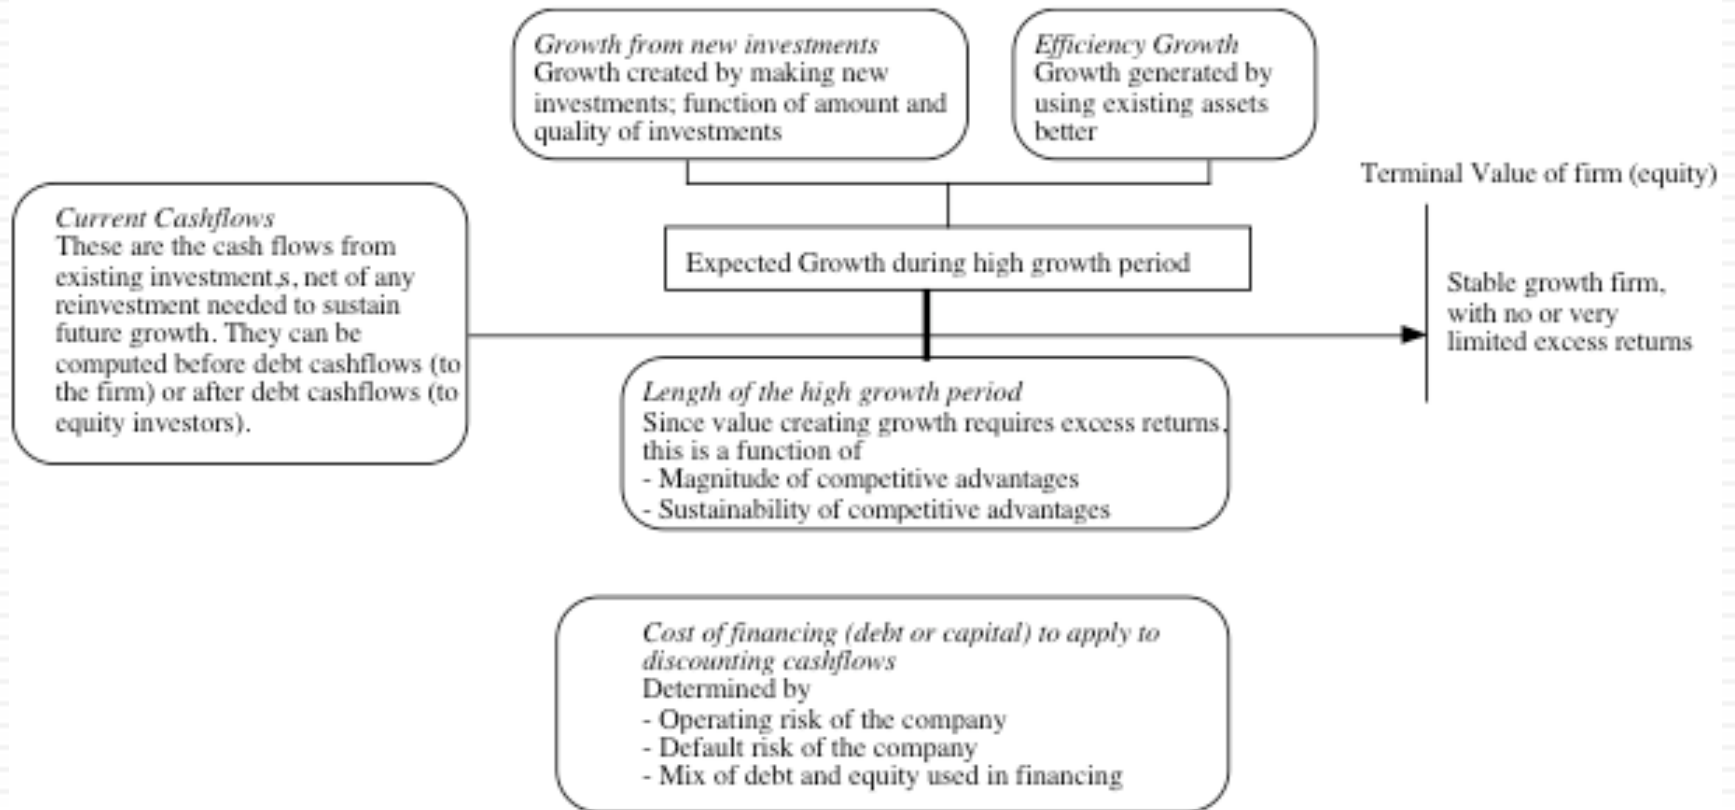 Growth from new investments
Growth created by making new
investments; function of amount and
quality of investments
Efficiency Growth
Growth generated by
using existing assets
better
Terminal Value of firm (equity)
Current Cashflows
These are the cash flows from
existing investment,s, net of any
reinvestment needed to sustain
future growth. They can be
computed before debt cashflows (to
the firm) or after debt cashflows (to
equity investors).
Expected Growth during high growth period
Stable growth firm,
with no or very
limited excess returns
Length of the high growth period
Since value creating growth requires excess returns,
this is a function of
- Magnitude of competitive advantages
- Sustainability of competitive advantages
Cost of financing (debt or capital) to apply to
discounting cashflows
Determined by
- Operating risk of the company
- Default risk of the company
- Mix of debt and equity used in financing